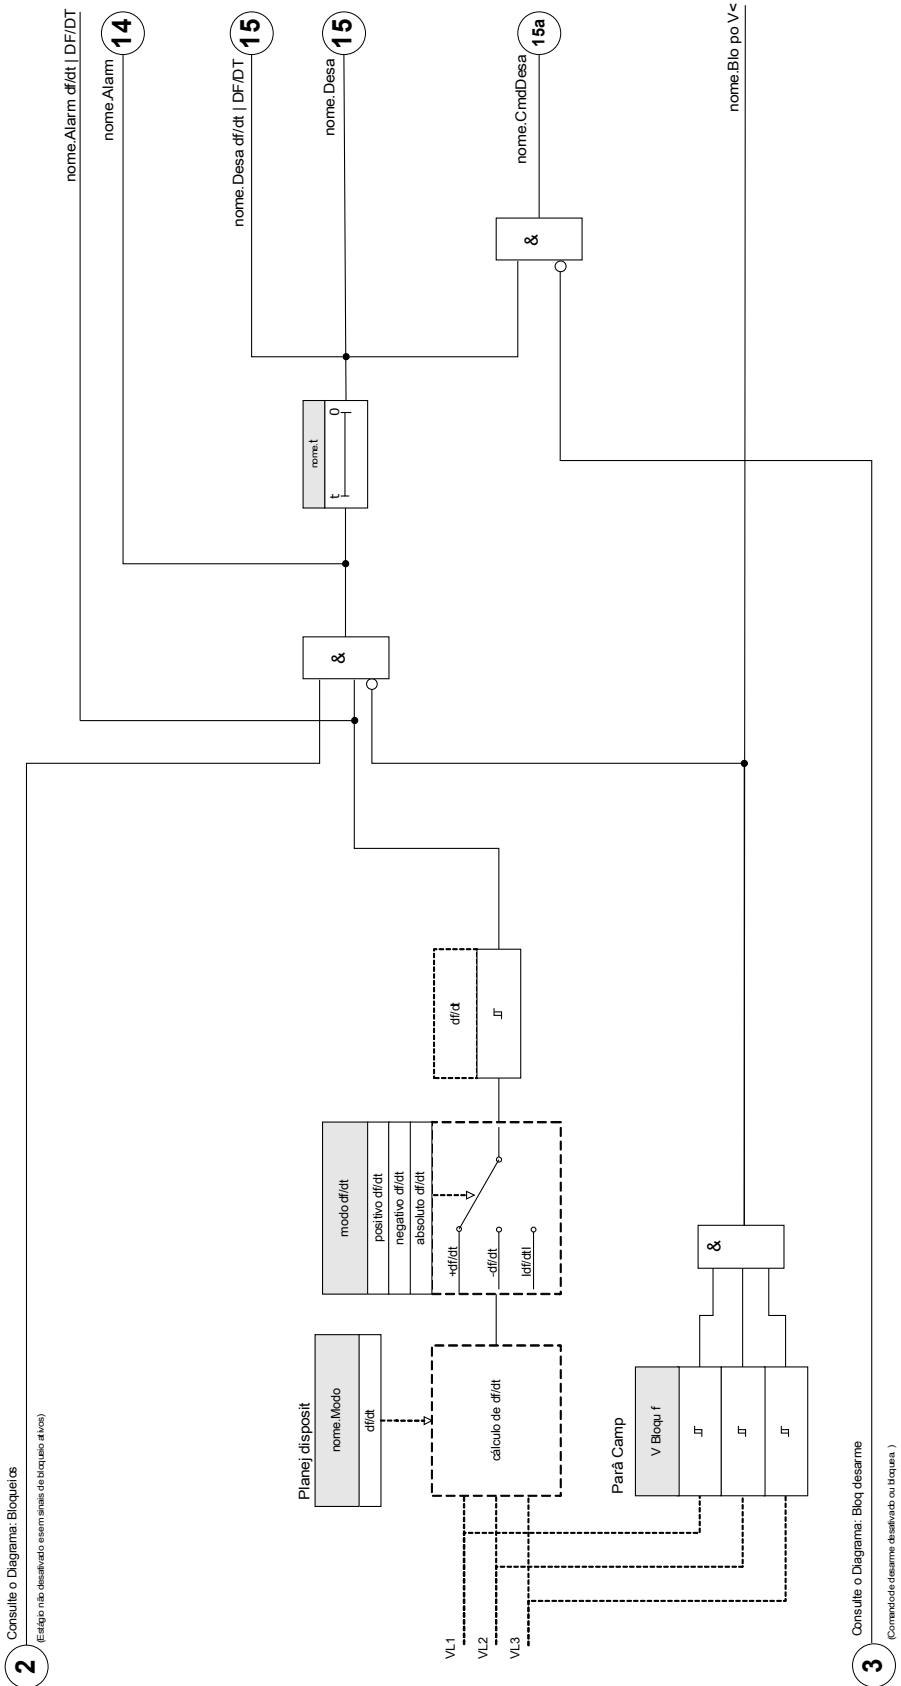 2
Consulte o Diagrama: Bloqueios
(Estágio não desativado e sem sinais de bloqueio ativos)
nome.Alarm df/dt | DF/DT
nome.Alarm
14
nome.Desa df/dt | DF/DT
15
nome.Desa
15
nome.CmdDesa
15a
nome.Blo po V<
&
nome.t
t
0
&
Planej disposit
nome.Modo
df/dt
modo df/dt
positivo df/dt
negativo df/dt
absoluto df/dt
+df/dt
-df/dt
|df/dt|
df/dt
cálculo de df/dt
VL1
VL2
VL3
Parâ Camp
V Bloqu f
&
3
Consulte o Diagrama: Bloq desarme
(Comando de desarme desativado ou bloquea. )